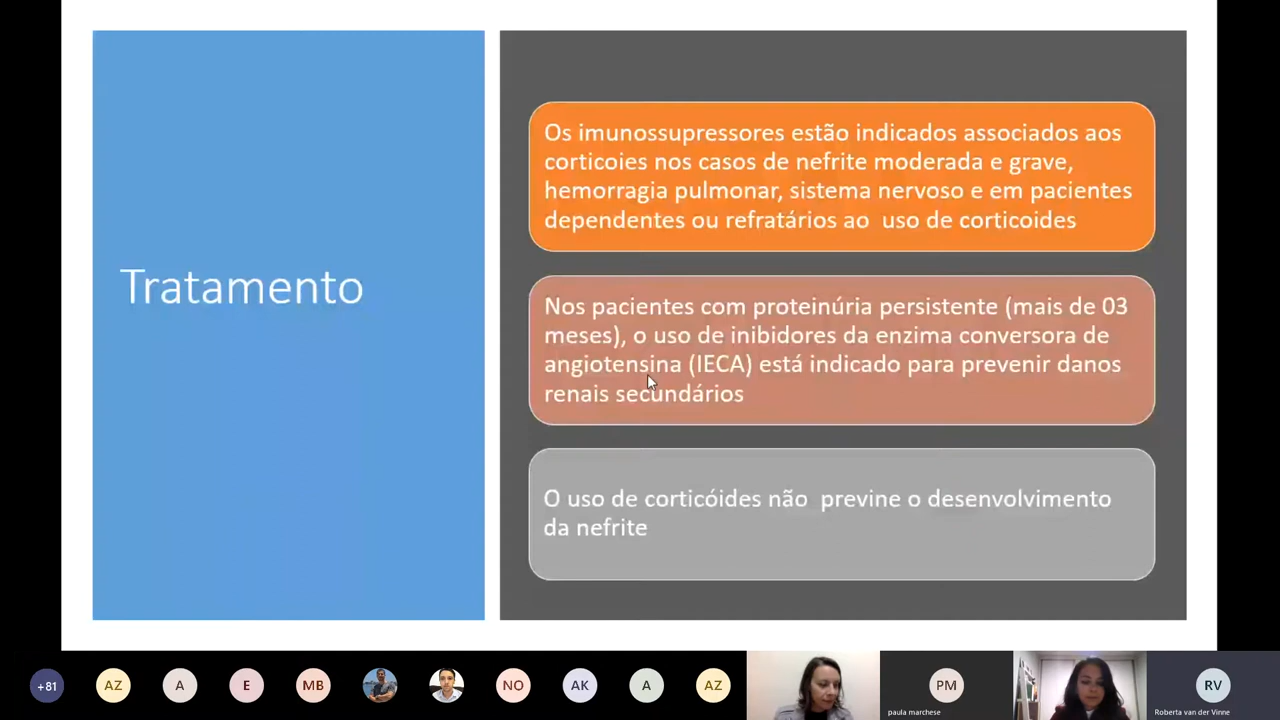 Tratamento
Os imunossupressores estão indicados associados aos
corticoies nos casos de nefrite moderada e grave,
hemorragia pulmonar, sistema nervoso e em pacientes
dependentes ou refratários ao uso de corticoides
Nos pacientes com proteinúria persistente (mais de 03
meses), o uso de inibidores da enzima conversora de
angiotensina (IECA) está indicado para prevenir danos
renais secundários
O uso de corticóides não previne o desenvolvimento
da nefrite
+81
AZ
A
E
MB
NO
AK
A
AZ
PM
paula marchese
RV
Roberta van der Vinne